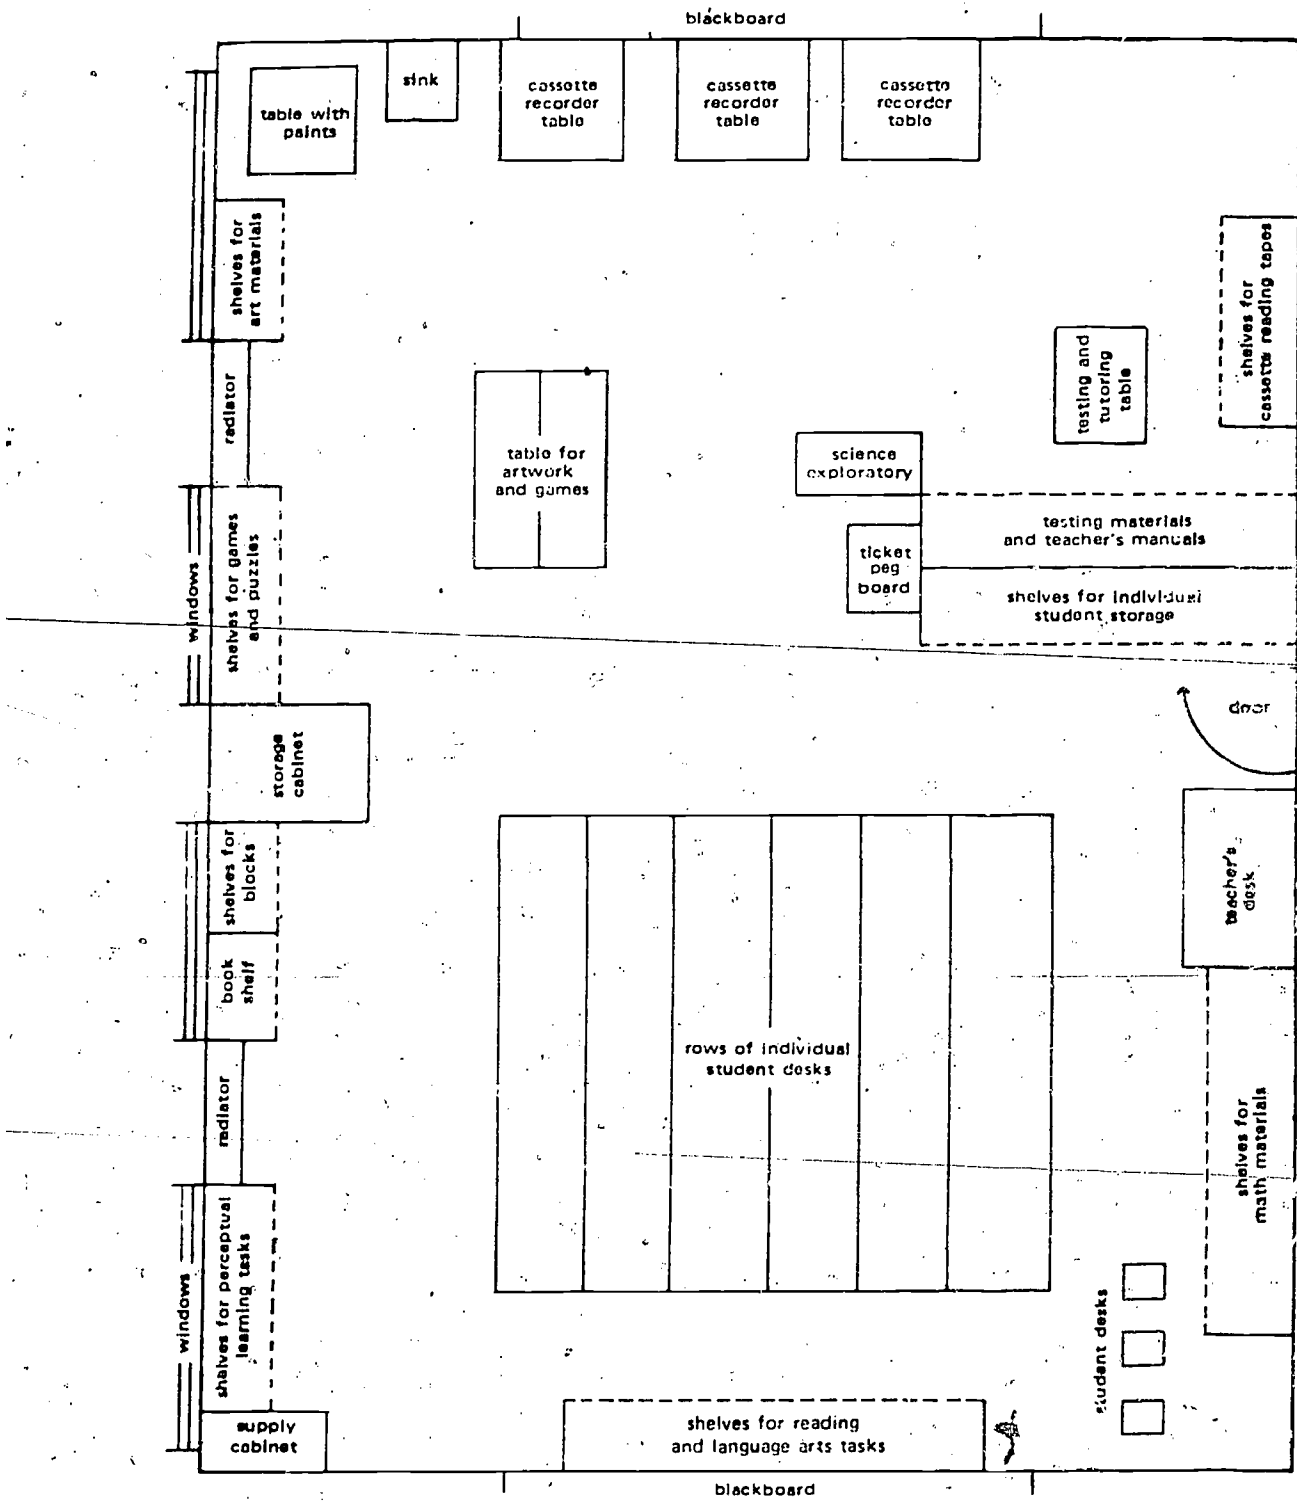 blackboard
sink
table with
paints
cassette
recorder
table
cassette
recorder
table
cassette
recorder
table
shelves for
art materials
shelves for
cassette reading tapes
radiator
testing and
tutoring
table
table for
artwork
and games
science
exploratory
testing materials
and teacher's manuals
ticket
peg
board
shelves for individual
student storage
windows
shelves for games
and puzzles
door
storage
cabinet
shelves for
blocks
teacher's
desk
book
shelf
rows of individual
student desks
radiator
shelves for
math materials
windows
shelves for perceptual
learning tasks
student desks
supply
cabinet
shelves for reading
and language arts tasks
blackboard